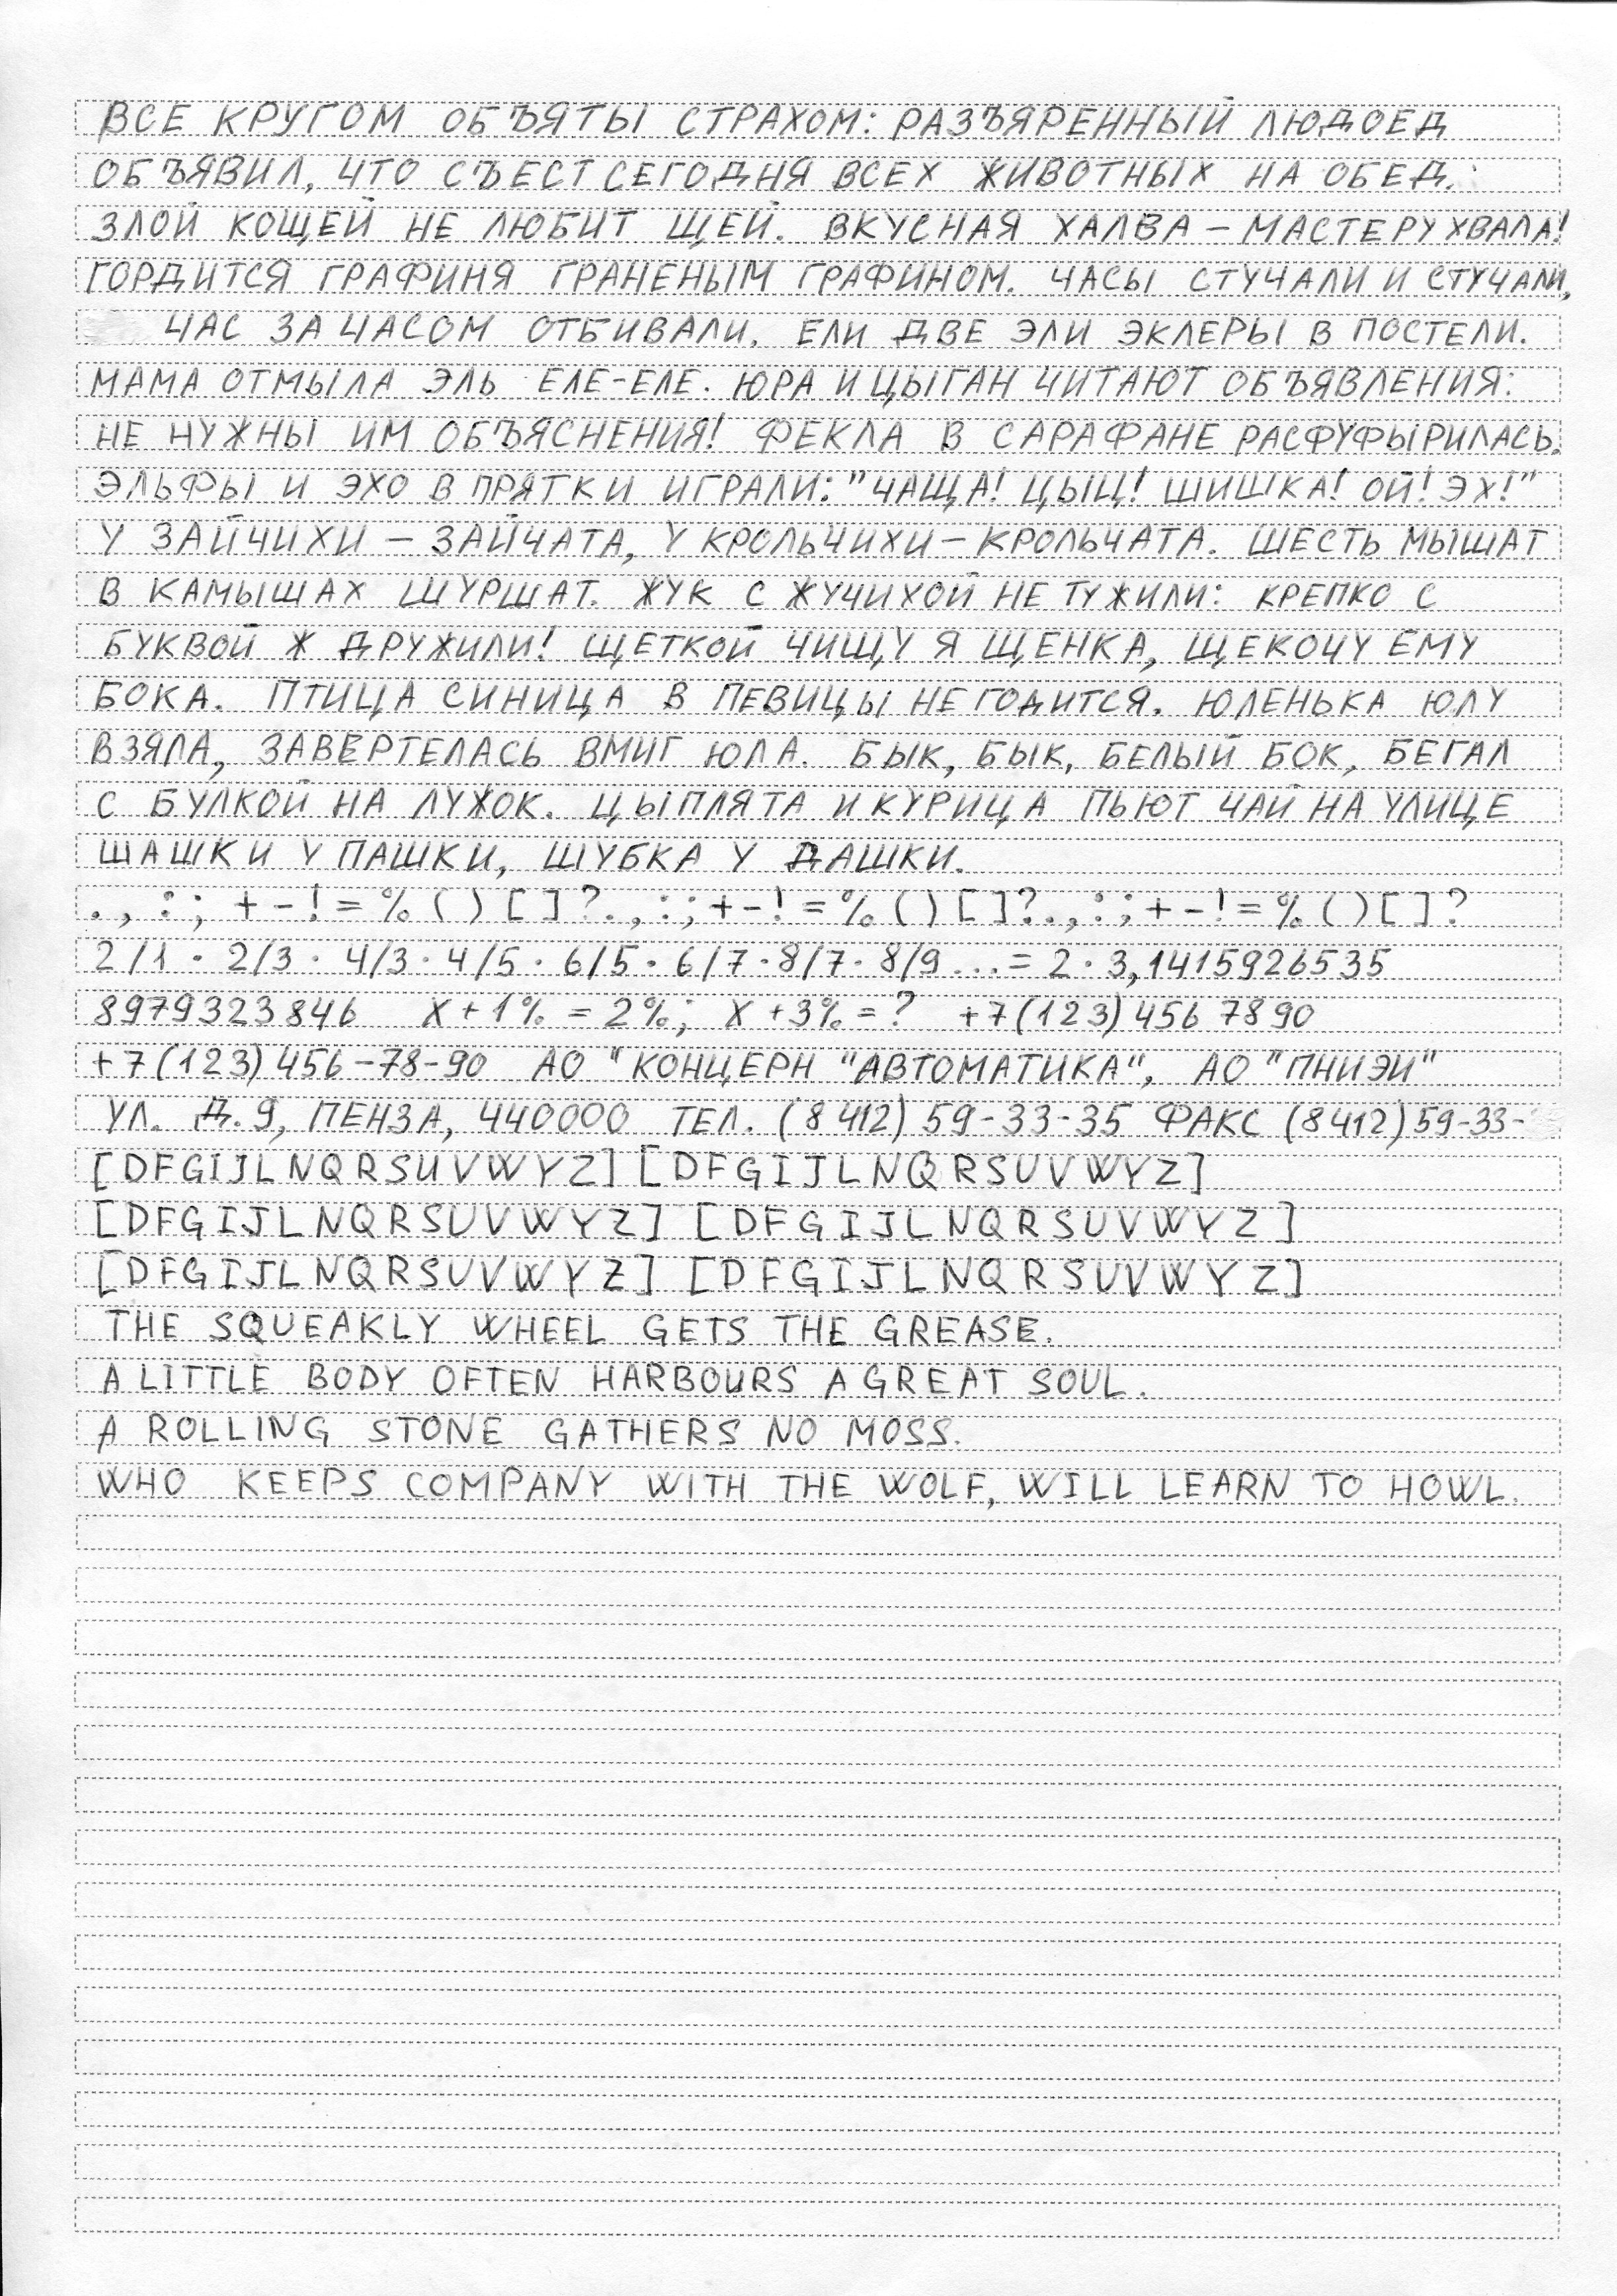 ВСЕ КРУГОМ ОБЪЯТЫ СТРАХОМ: РАЗЪЯРЕННЫЙ ЛЮДОЕД
ОБЪЯВИЛ, ЧТО СЪЕСТ СЕГОДНЯ ВСЕХ ЖИВОТНЫХ НА ОБЕД.
ЗЛОЙ КОЩЕЙ НЕ ЛЮБИТ ЩЕЙ. ВКУСНАЯ ХАЛВА – МАСТЕРУ ХВАЛА!
ГОРДИТСЯ ГРАФИНЯ ГРАНЕНЫМ ГРАФИНОМ. ЧАСЫ СТУЧАЛИ И СТУЧАЛИ,
ЧАС ЗА ЧАСОМ ОТБИВАЛИ. ЕЛИ ДВЕ ЭЛИ ЭКЛЕРЫ В ПОСТЕЛИ.
МАМА ОТМЫЛА ЭЛЬ ЕЛЕ-ЕЛЕ. ЮРА И ЦЫГАН ЧИТАЮТ ОБЪЯВЛЕНИЯ:
НЕ НУЖНЫ ИМ ОБЪЯСНЕНИЯ! ФЕКЛА В САРАФАНЕ РАСФУФЫРИЛАСЬ.
ЭЛЬФЫ И ЭХО В ПРЯТКИ ИГРАЛИ: "ЧАЩА! ЦЫЦ! ШИШКА! ОЙ! ЭХ!"
У ЗАЙЧИХИ – ЗАЙЧАТА, У КРОЛЬЧИХИ – КРОЛЬЧАТА. ШЕСТЬ МЫШАТ
В КАМЫШАХ ШУРШАТ. ЖУК С ЖУЧИХОЙ НЕ ТУЖИЛИ: КРЕПКО С
БУКВОЙ Ж ДРУЖИЛИ! ЩЕТКОЙ ЧИЩУ Я ЩЕНКА, ЩЕКОЧУ ЕМУ
БОКА. ПТИЦА СИНИЦА В ПЕВИЦЫ НЕ ГОДИТСЯ. ЮЛЕНЬКА ЮЛУ
ВЗЯЛА, ЗАВЕРТЕЛАСЬ ВМИГ ЮЛА. БЫК, БЫК, БЕЛЫЙ БОК, БЕГАЛ
С БУЛКОЙ НА ЛУЖОК. ЦЫПЛЯТА И КУРИЦА ПЬЮТ ЧАЙ НА УЛИЦЕ
ШАШКИ У ПАШКИ, ШУБКА У ДАШКИ.
. , : ; + - ! = % ( ) [ ] ? . , : ; + - ! = % ( ) [ ] ? . , : ; + - ! = % ( ) [ ] ?
2/1 · 2/3 · 4/3 · 4/5 · 6/5 · 6/7 · 8/7 · 8/9 ... = 2 · 3,1415926535
8979323846 X + 1% = 2%; X + 3% = ? +7(123) 456 78 90
+7(123) 456-78-90 АО "КОНЦЕРН "АВТОМАТИКА", АО "ПНИЭИ"
УЛ. Д. 9, ПЕНЗА, 440000 ТЕЛ. (8 412) 59-33-35 ФАКС (8 412) 59-33-
[DFGIJLNQRSUVWYZ] [DFGIJLNQRSUVWYZ]
[DFGIJLNQRSUVWYZ] [DFGIJLNQRSUVWYZ]
[DFGIJLNQRSUVWYZ] [DFGIJLNQRSUVWYZ]
THE SQUEAKLY WHEEL GETS THE GREASE.
A LITTLE BODY OFTEN HARBOURS A GREAT SOUL.
A ROLLING STONE GATHERS NO MOSS.
WHO KEEPS COMPANY WITH THE WOLF, WILL LEARN TO HOWL.